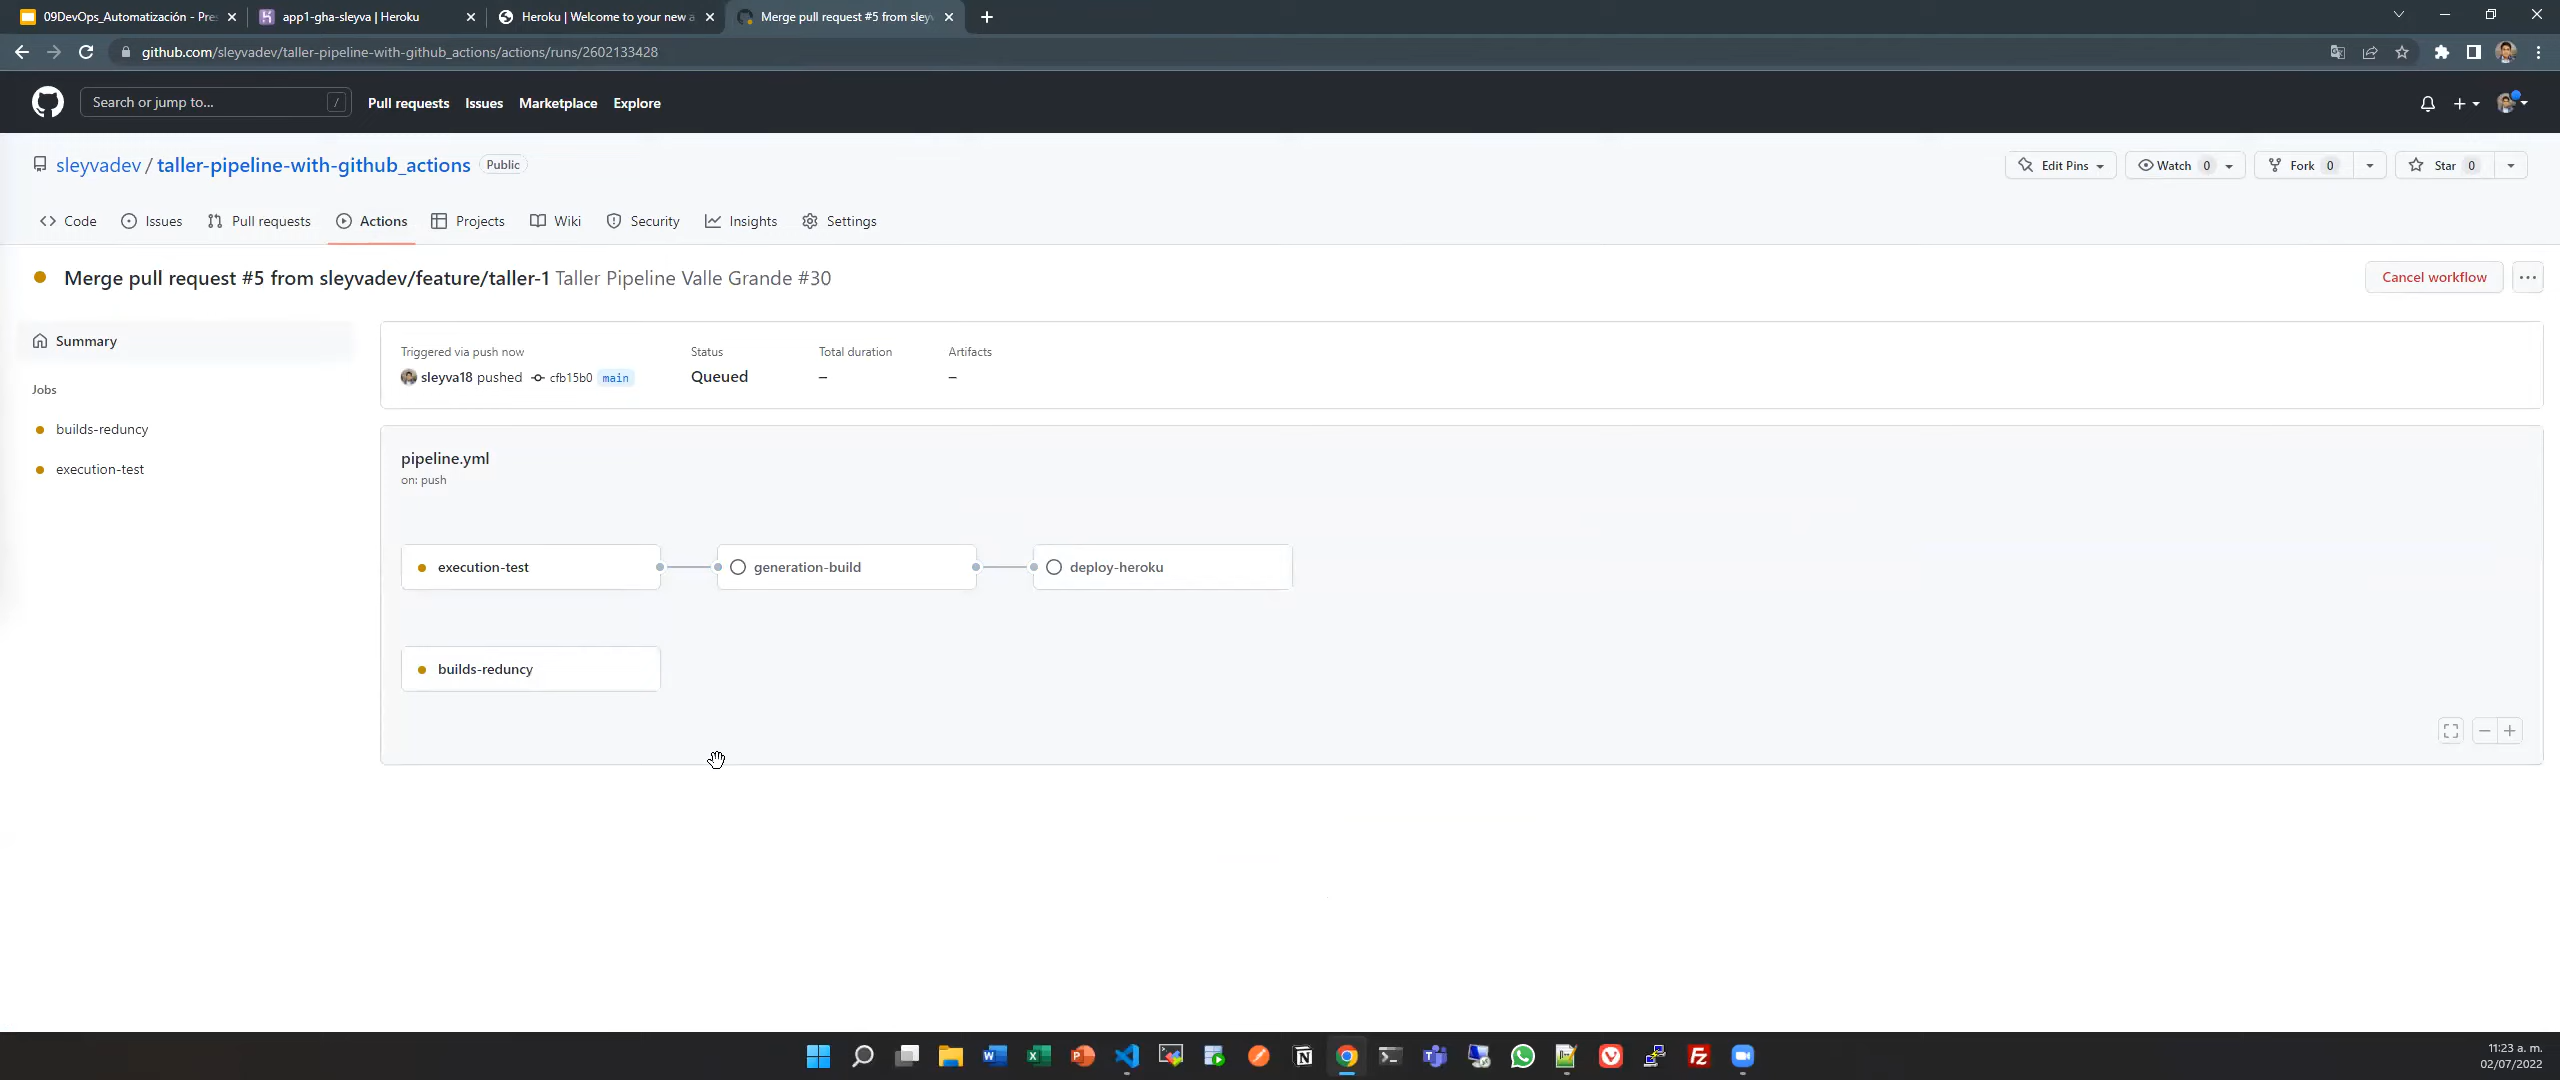 09DevOps_Automatización - Pre
app1-gha-sleyva | Heroku
Heroku | Welcome to your new a
Merge pull request #5 from sley
github.com/sleyvadev/taller-pipeline-with-github_actions/actions/runs/2602133428
Search or jump to... /
Pull requests Issues Marketplace Explore
sleyvadev / taller-pipeline-with-github_actions Public
Edit Pins Watch 0 Fork 0 Star 0
Code Issues Pull requests Actions Projects Wiki Security Insights Settings
Merge pull request #5 from sleyvadev/feature/taller-1 Taller Pipeline Valle Grande #30
Cancel workflow
Summary
Jobs
builds-reduncy
execution-test
Triggered via push now
sleyva18 pushed cfb15b0 main
Status
Queued
Total duration
–
Artifacts
–
pipeline.yml
on: push
execution-test
generation-build
deploy-heroku
builds-reduncy
11:23 a. m.
02/07/2022